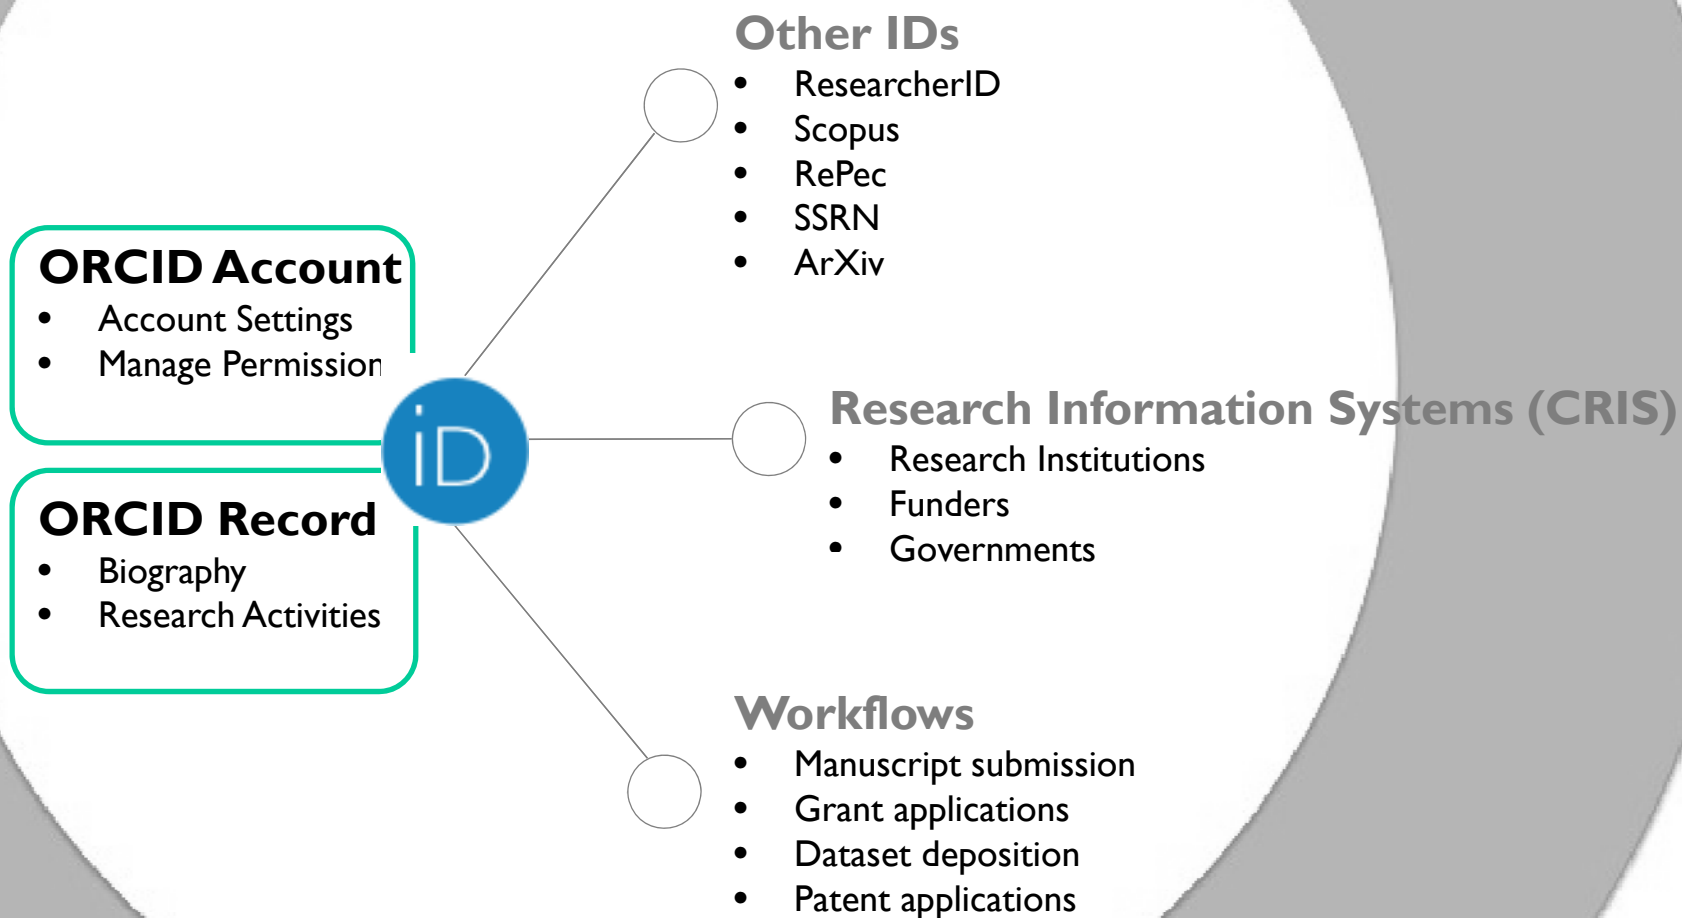 Other IDs
• ResearcherID
• Scopus
• RePec
• SSRN
• ArXiv
ORCID Account
• Account Settings
• Manage Permission
iD
ORCID Record
• Biography
• Research Activities
Research Information Systems (CRIS)
• Research Institutions
• Funders
• Governments
Workflows
• Manuscript submission
• Grant applications
• Dataset deposition
• Patent applications